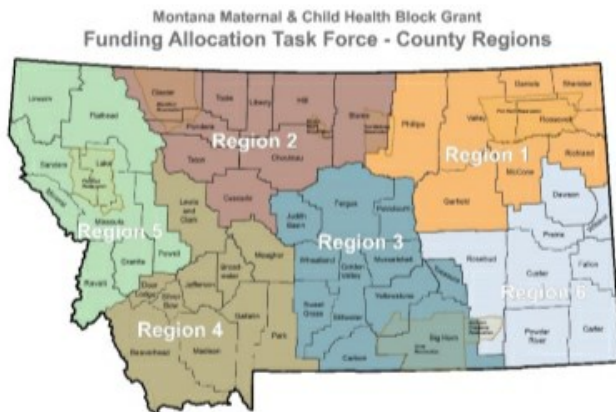 Montana Maternal & Child Health Block Grant
Funding Allocation Task Force - County Regions
Lincoln
Flathead
Glacier
Toole
Liberty
Hill
Blaine
Phillips
Valley
Daniels
Sheridan
Roosevelt
Pondera
Region 2
Region 1
Richland
Sanders
Lake
Teton
Chouteau
McCone
Dawson
Mineral
Missoula
Lewis and Clark
Cascade
Judith Basin
Fergus
Petroleum
Garfield
Prairie
Region 5
Powell
Granite
Ravalli
Meagher
Region 3
Wheatland
Golden Valley
Musselshell
Rosebud
Custer
Fallon
Region 6
Deer Lodge
Silver Bow
Jefferson
Broadwater
Gallatin
Park
Sweet Grass
Stillwater
Yellowstone
Region 4
Beaverhead
Madison
Carbon
Big Horn
Powder River
Carter